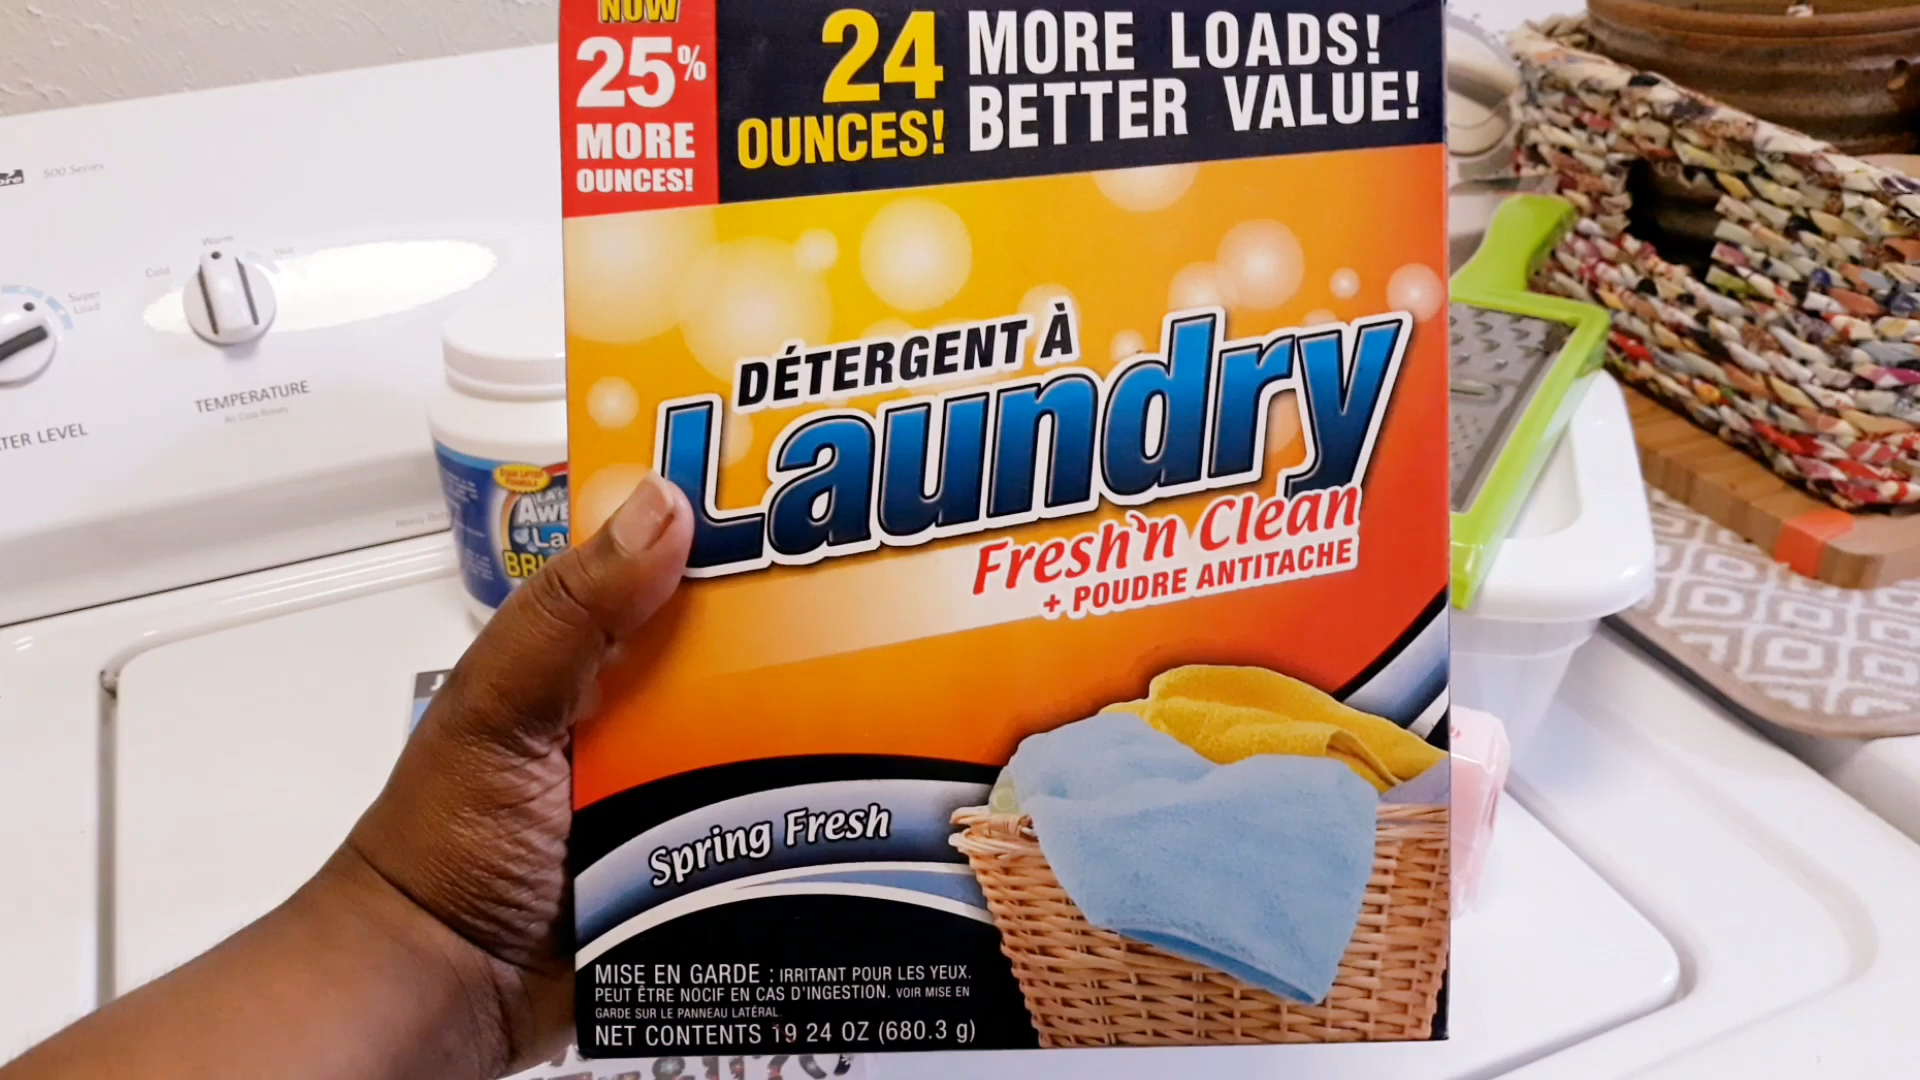 NOW
25%
MORE
OUNCES!
24
OUNCES!
MORE LOADS!
BETTER VALUE!
DÉTERGENT À
Laundry
Fresh'n Clean
+ POUDRE ANTITACHE
Spring Fresh
MISE EN GARDE : IRRITANT POUR LES YEUX.
PEUT ÊTRE NOCIF EN CAS D'INGESTION. VOIR MISE EN
GARDE SUR LE PANNEAU LATÉRAL.
NET CONTENTS 19 24 OZ (680.3 g)
500 Series
Cold
Warm
Hot
Super
Load
TEMPERATURE
LEVEL